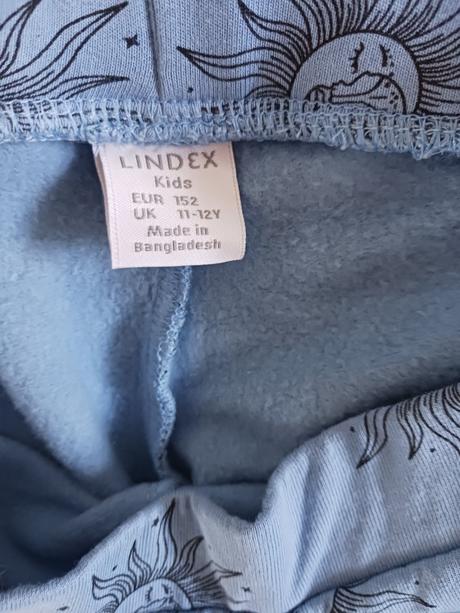 LINDEX
Kids
EUR 152
UK 11-12Y
Made in
Bangladesh